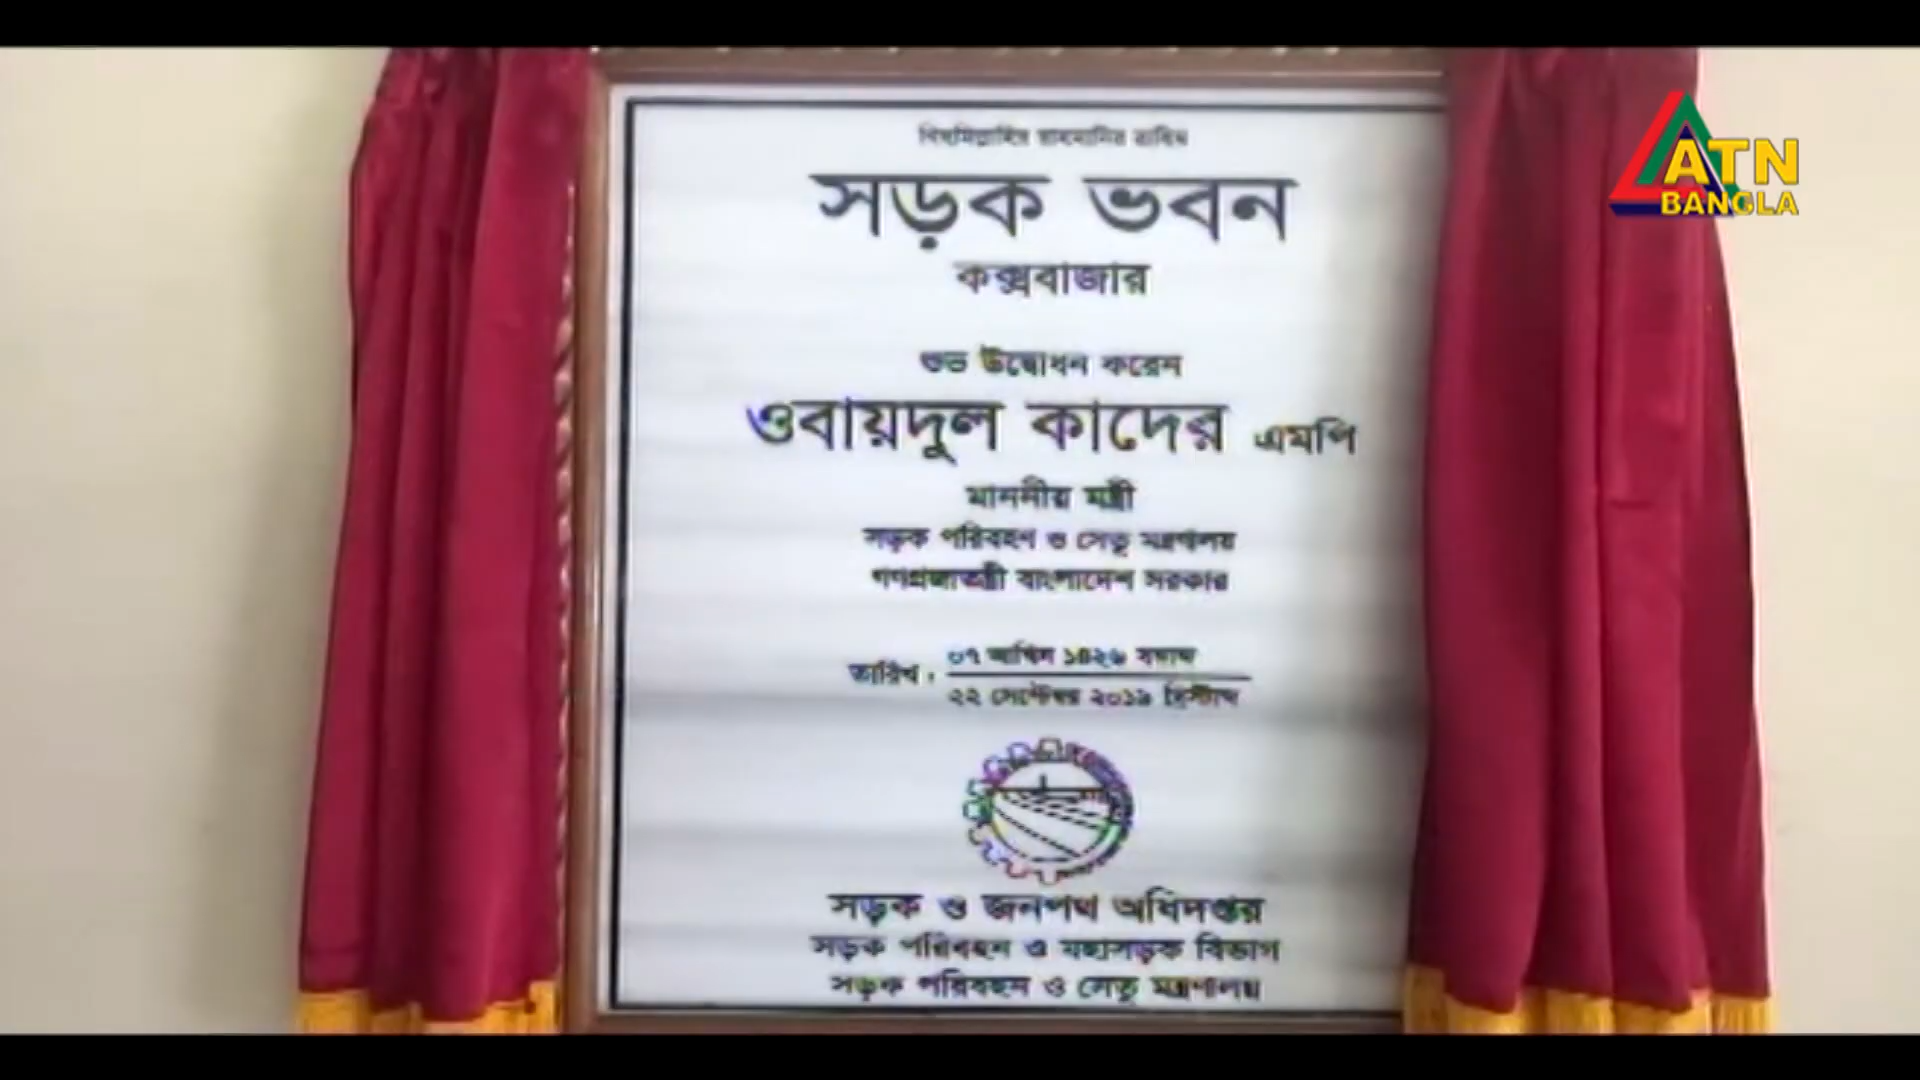 বিসমিল্লাহির রাহমানির রাহিম
সড়ক ভবন
কক্সবাজার
শুভ উদ্বোধন করেন
ওবায়দুল কাদের এমপি
মাননীয় মন্ত্রী
সড়ক পরিবহণ ও সেতু মন্ত্রণালয়
গণপ্রজাতন্ত্রী বাংলাদেশ সরকার
তারিখ :
০৭ আশ্বিন ১৪২৬ বঙ্গাব্দ
২২ সেপ্টেম্বর ২০১৯ খ্রিস্টাব্দ
সড়ক ও জনপথ অধিদপ্তর
সড়ক পরিবহন ও মহাসড়ক বিভাগ
সড়ক পরিবহন ও সেতু মন্ত্রণালয়
ATN
BANGLA